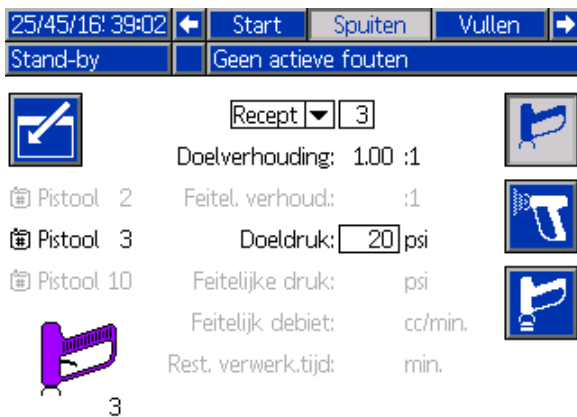 25/45/16! 39:02 Start Spuiten Vullen
Stand-by Geen actieve fouten
Recept 3
Doelverhouding: 1.00 :1
Pistool 2 Feitel. verhoud.: :1
Pistool 3 Doeldruk: 20 psi
Pistool 10 Feitelijke druk: psi
Feitelijk debiet: cc/min.
Rest. verwerk.tijd: min.
3